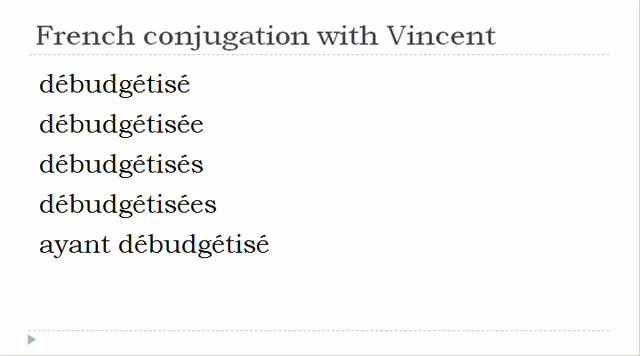 French conjugation with Vincent
débudgétisé
débudgétisée
débudgétisés
débudgétisées
ayant débudgétisé